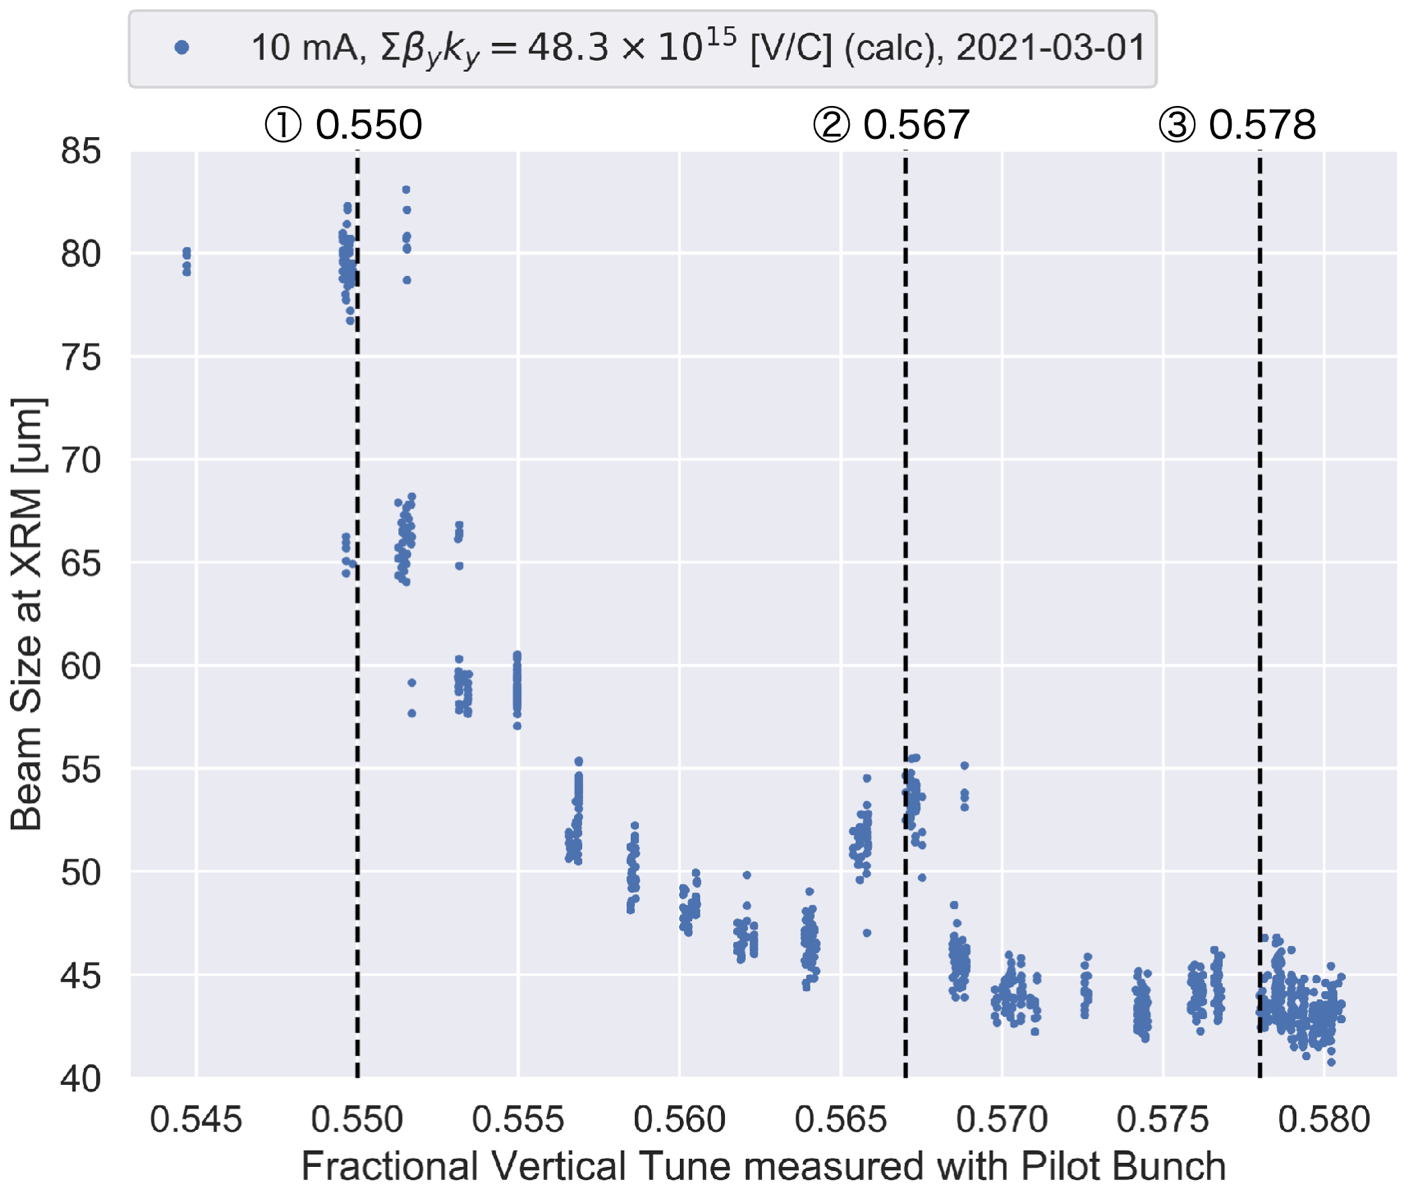 10 mA, Σβ_y k_y = 48.3 × 10^15 [V/C] (calc), 2021-03-01
① 0.550 ② 0.567 ③ 0.578
85
80
75
70
65
60
55
50
45
40
Beam Size at XRM [um]
0.545 0.550 0.555 0.560 0.565 0.570 0.575 0.580
Fractional Vertical Tune measured with Pilot Bunch